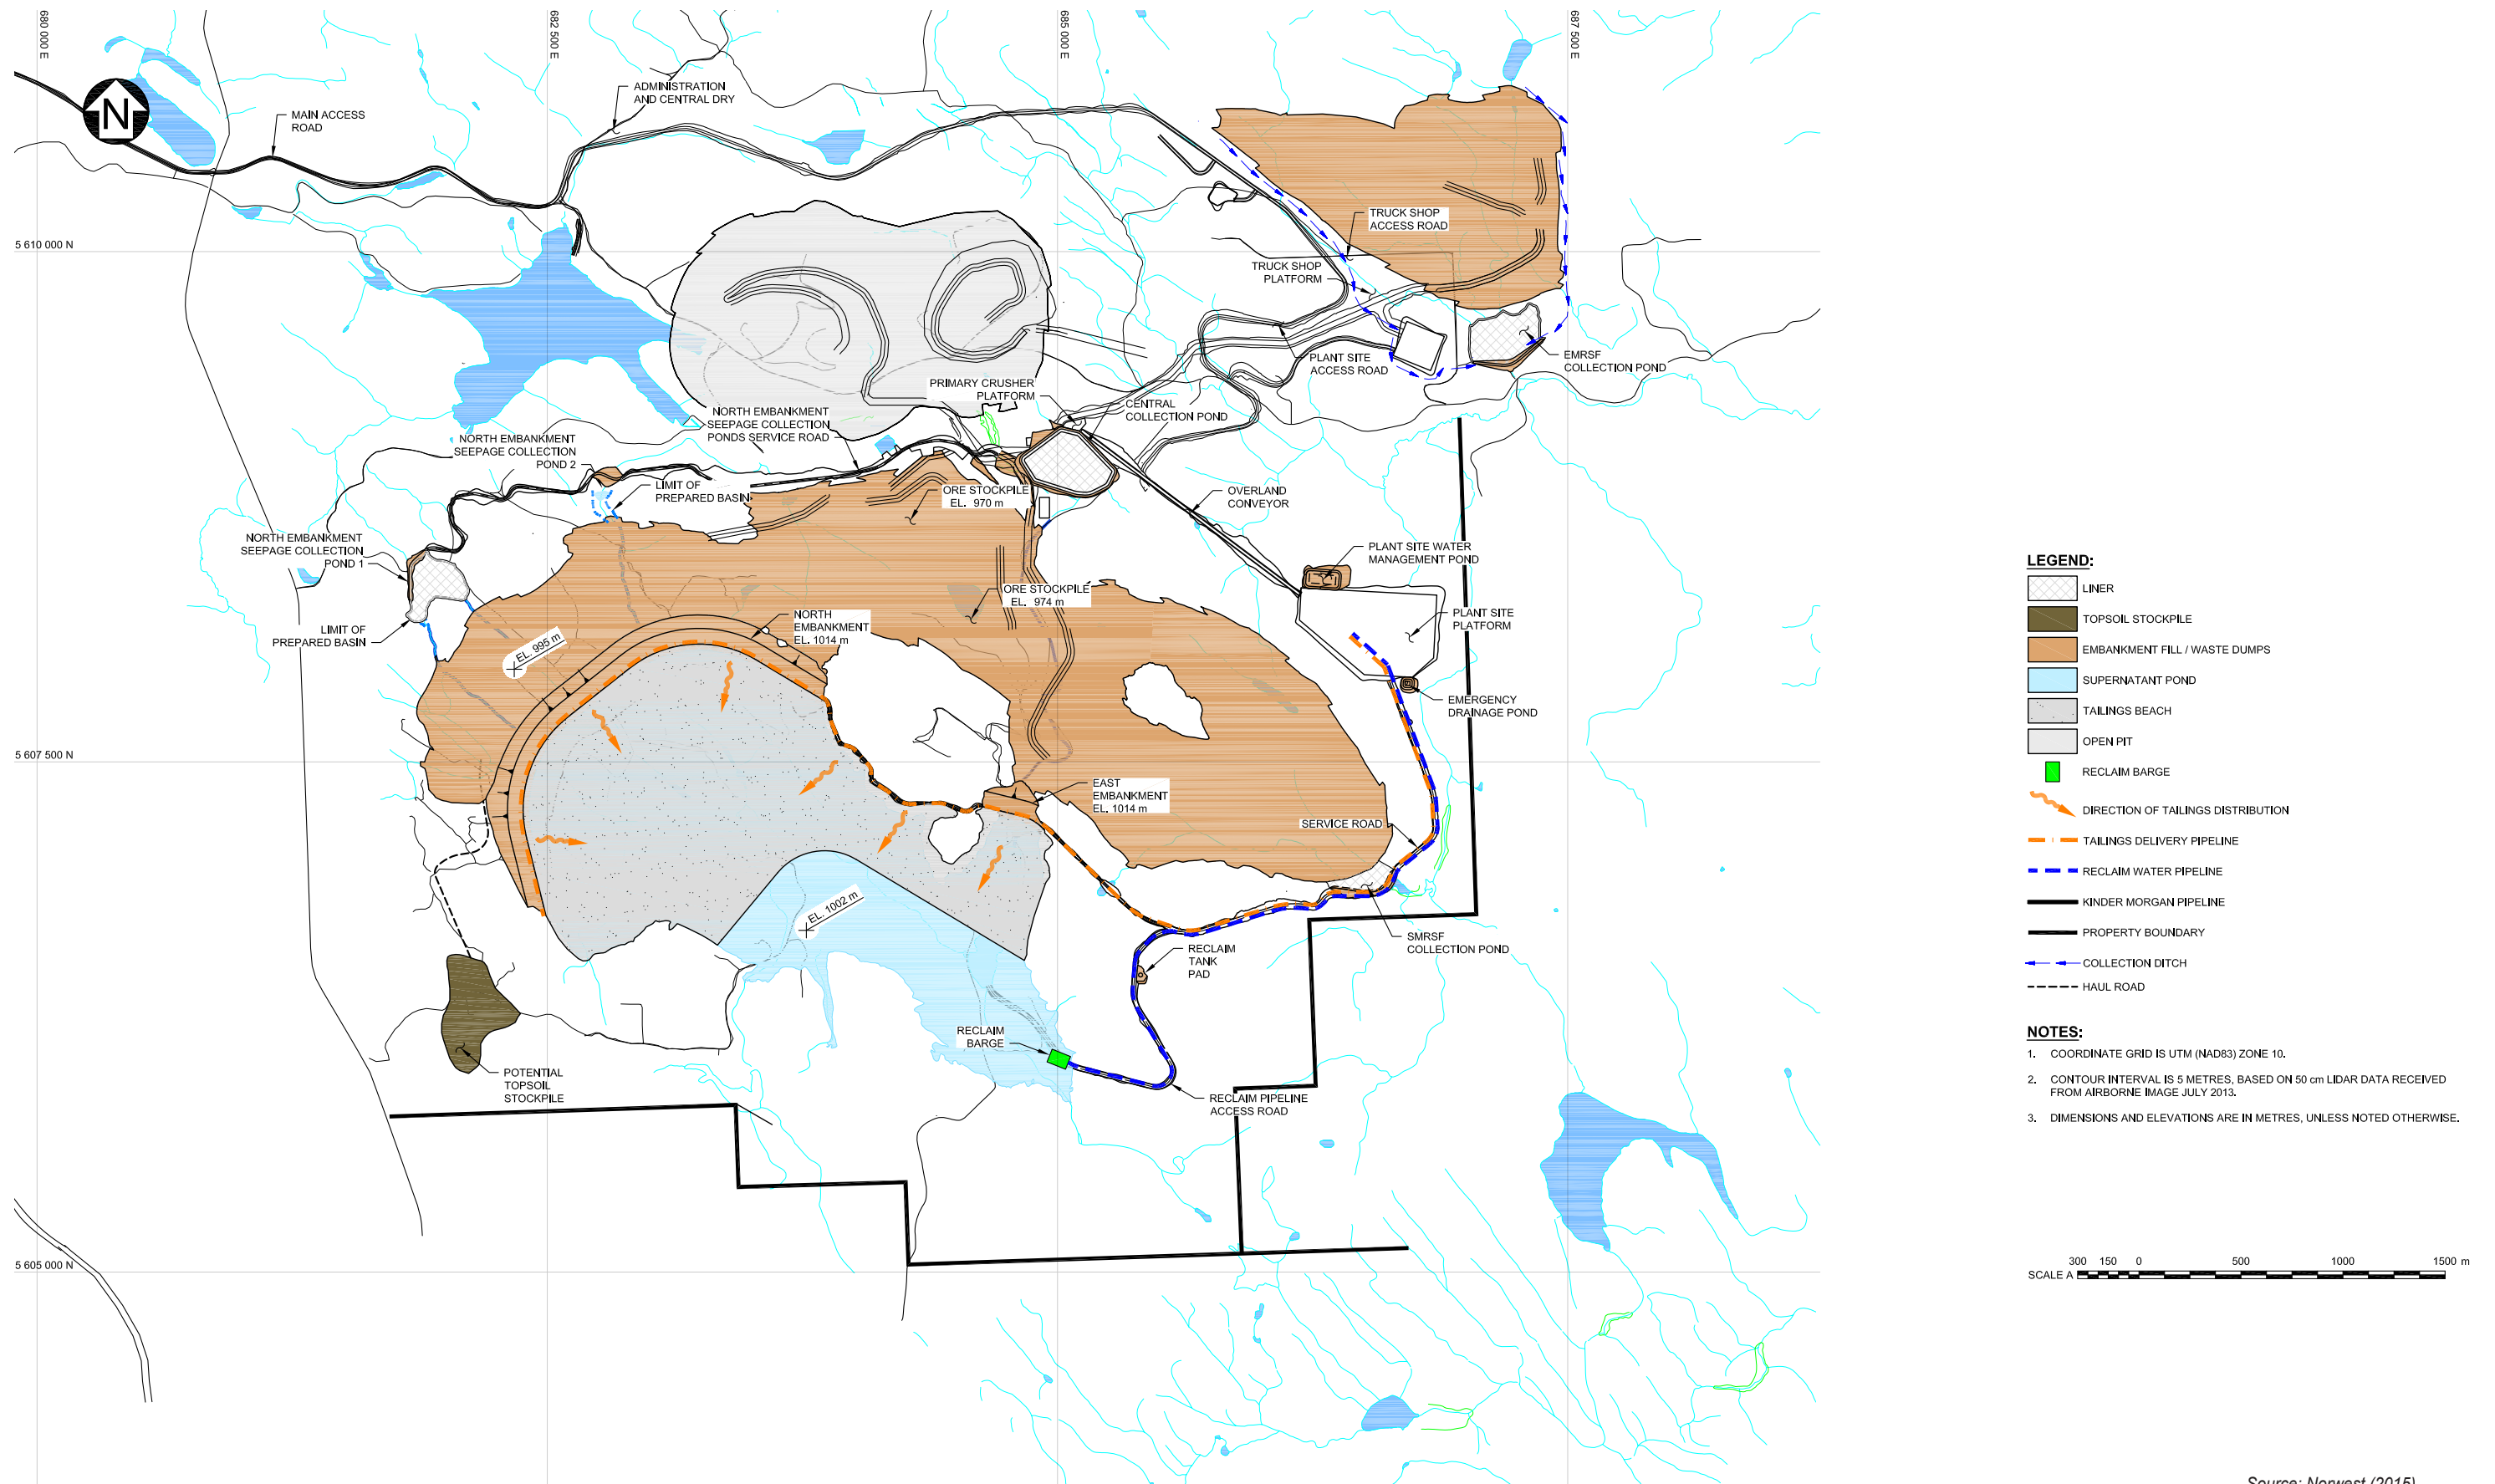 680 000 E
682 500 E
685 000 E
687 500 E
N
MAIN ACCESS
ROAD
ADMINISTRATION
AND CENTRAL DRY
5 610 000 N
TRUCK SHOP
ACCESS ROAD
TRUCK SHOP
PLATFORM
PLANT SITE
ACCESS ROAD
EMRSF
COLLECTION POND
PRIMARY CRUSHER
PLATFORM
CENTRAL
COLLECTION POND
NORTH EMBANKMENT
SEEPAGE COLLECTION
PONDS SERVICE ROAD
NORTH EMBANKMENT
SEEPAGE COLLECTION
POND 2
LIMIT OF
PREPARED BASIN
ORE STOCKPILE
EL. 970 m
OVERLAND
CONVEYOR
NORTH EMBANKMENT
SEEPAGE COLLECTION
POND 1
PLANT SITE WATER
MANAGEMENT POND
ORE STOCKPILE
EL. 974 m
NORTH
EMBANKMENT
EL. 1014 m
PLANT SITE
PLATFORM
LIMIT OF
PREPARED BASIN
EL. 995 m
EMERGENCY
DRAINAGE POND
5 607 500 N
EAST
EMBANKMENT
EL. 1014 m
SERVICE ROAD
EL. 1002 m
SMRSF
COLLECTION POND
RECLAIM
TANK
PAD
RECLAIM
BARGE
POTENTIAL
TOPSOIL
STOCKPILE
RECLAIM PIPELINE
ACCESS ROAD
5 605 000 N
LEGEND:
LINER
TOPSOIL STOCKPILE
EMBANKMENT FILL / WASTE DUMPS
SUPERNATANT POND
TAILINGS BEACH
OPEN PIT
RECLAIM BARGE
DIRECTION OF TAILINGS DISTRIBUTION
TAILINGS DELIVERY PIPELINE
RECLAIM WATER PIPELINE
KINDER MORGAN PIPELINE
PROPERTY BOUNDARY
COLLECTION DITCH
HAUL ROAD
NOTES:
1. COORDINATE GRID IS UTM (NAD83) ZONE 10.
2. CONTOUR INTERVAL IS 5 METRES, BASED ON 50 cm LIDAR DATA RECEIVED
FROM AIRBORNE IMAGE JULY 2013.
3. DIMENSIONS AND ELEVATIONS ARE IN METRES, UNLESS NOTED OTHERWISE.
300 150 0 500 1000 1500 m
SCALE A
Source: Norwest (2015)